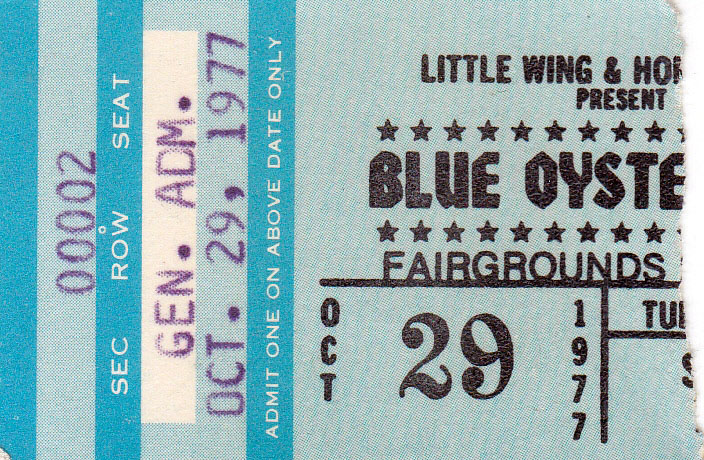 00002
SEC ROW SEAT
GEN. ADM.
OCT. 29, 1977
ADMIT ONE ON ABOVE DATE ONLY
LITTLE WING & HO
PRESENT
★★★★★★★★★★
BLUE OYSTE
★★★★★★★★★★
FAIRGROUNDS
OCT 29 1977
TU
S